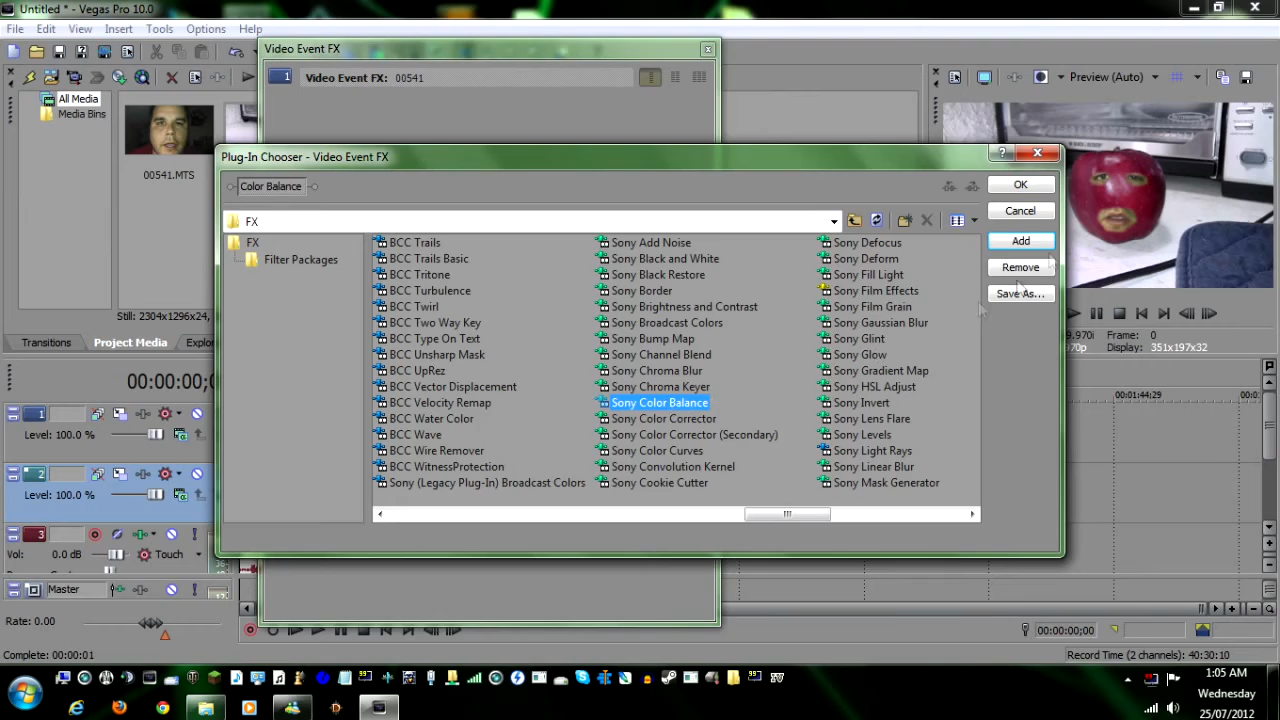 Untitled * - Vegas Pro 10.0
File Edit View Insert Tools Options Help
Video Event FX
1 Video Event FX: 00541
Preview (Auto)
All Media
Media Bins
00541.MTS
Plug-In Chooser - Video Event FX
Color Balance
OK
FX
Cancel
FX
Filter Packages
Add
Remove
Save As...
BCC Trails
BCC Trails Basic
BCC Tritone
BCC Turbulence
BCC Twirl
BCC Two Way Key
BCC Type On Text
BCC Unsharp Mask
BCC UpRez
BCC Vector Displacement
BCC Velocity Remap
BCC Water Color
BCC Wave
BCC Wire Remover
BCC WitnessProtection
Sony (Legacy Plug-In) Broadcast Colors
Sony Add Noise
Sony Black and White
Sony Black Restore
Sony Border
Sony Brightness and Contrast
Sony Broadcast Colors
Sony Bump Map
Sony Channel Blend
Sony Chroma Blur
Sony Chroma Keyer
Sony Color Balance
Sony Color Corrector
Sony Color Corrector (Secondary)
Sony Color Curves
Sony Convolution Kernel
Sony Cookie Cutter
Sony Defocus
Sony Deform
Sony Fill Light
Sony Film Effects
Sony Film Grain
Sony Gaussian Blur
Sony Glint
Sony Glow
Sony Gradient Map
Sony HSL Adjust
Sony Invert
Sony Lens Flare
Sony Levels
Sony Light Rays
Sony Linear Blur
Sony Mask Generator
Still: 2304x1296x24,
.970i Frame: 0
970p Display: 351x197x32
Transitions Project Media Explo
00:00:00;0
00:01:44;29 00:0
1
Level: 100.0 %
2
Level: 100.0 %
3 Touch
Vol: 0.0 dB
Master
Rate: 0.00
00:00:00;00
Complete: 00:00:01
Record Time (2 channels): 40:30:10
1:05 AM
Wednesday
25/07/2012